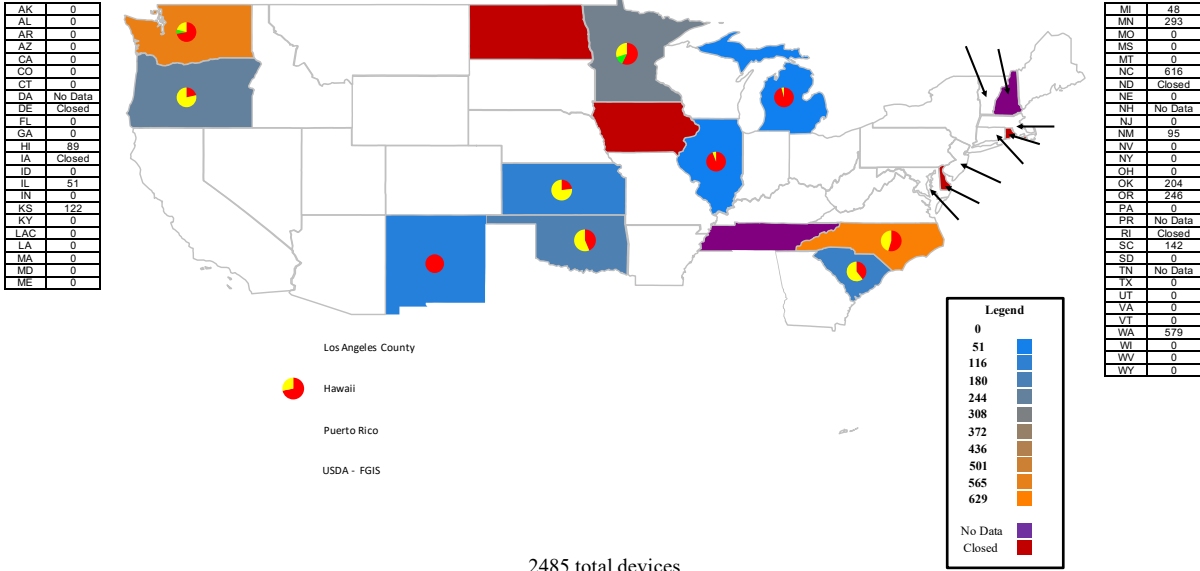 AK 0
AL 0
AR 0
AZ 0
CA 0
CO 0
CT 0
DA No Data
DE Closed
FL 0
GA 0
HI 89
IA Closed
ID 0
IL 51
IN 0
KS 122
KY 0
LAC 0
LA 0
MA 0
MD 0
ME 0
MI 48
MN 293
MO 0
MS 0
MT 0
NC 616
ND Closed
NE 0
NH No Data
NJ 0
NM 95
NV 0
NY 0
OH 0
OK 204
OR 246
PA 0
PR No Data
RI Closed
SC 142
SD 0
TN No Data
TX 0
UT 0
VA 0
VT 0
WA 579
WI 0
WV 0
WY 0
Los Angeles County
Hawaii
Puerto Rico
USDA - FGIS
Legend
0
51
116
180
244
308
372
436
501
565
629
No Data
Closed
2485 total devices